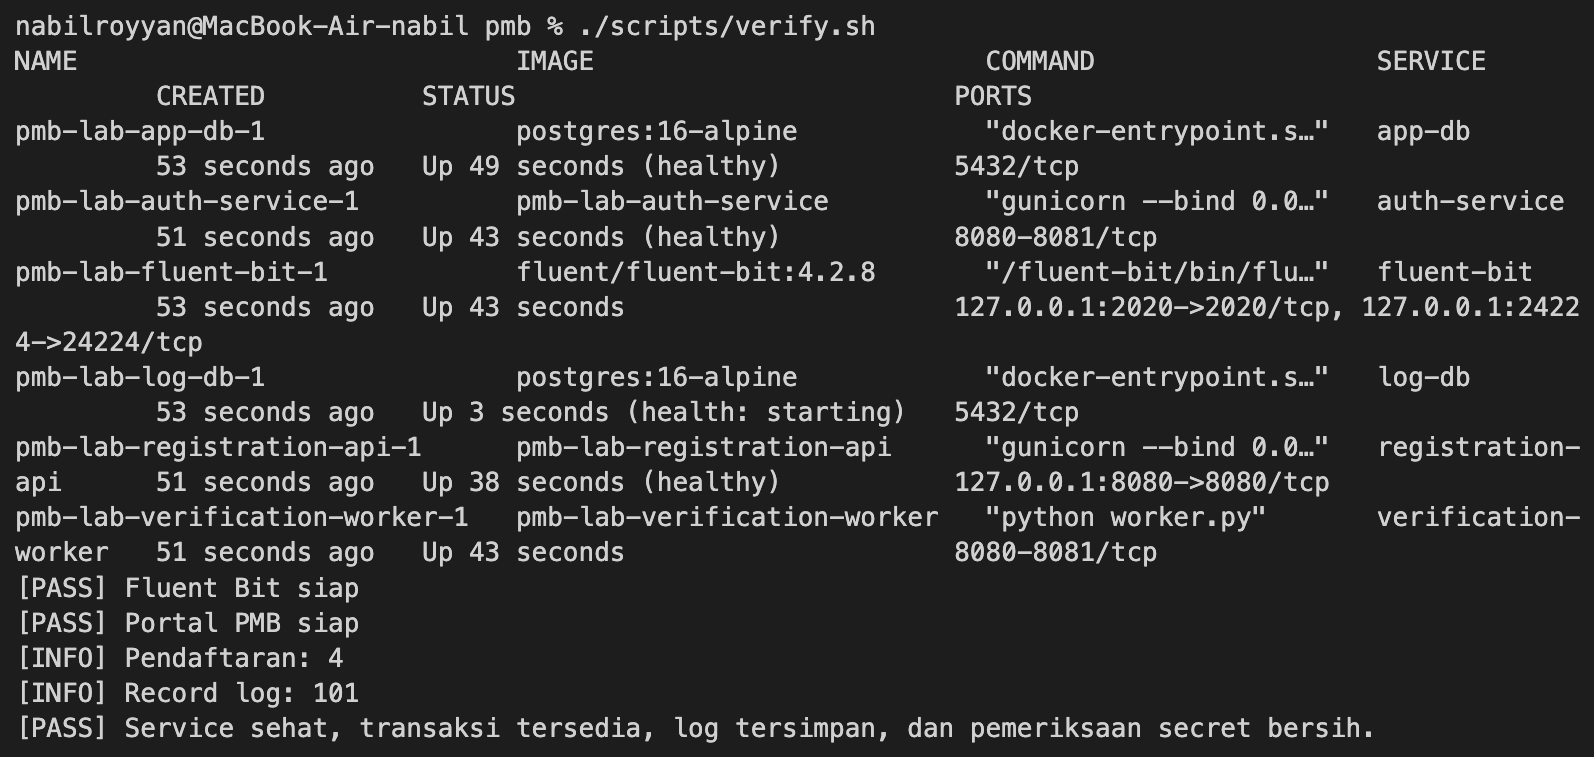 nabilroyyan@MacBook-Air-nabil pmb % ./scripts/verify.sh
NAME                            IMAGE                         COMMAND                  SERVICE
         CREATED          STATUS                            PORTS
pmb-lab-app-db-1                postgres:16-alpine            "docker-entrypoint.s…"   app-db
         53 seconds ago   Up 49 seconds (healthy)           5432/tcp
pmb-lab-auth-service-1          pmb-lab-auth-service          "gunicorn --bind 0.0…"   auth-service
         51 seconds ago   Up 43 seconds (healthy)           8080-8081/tcp
pmb-lab-fluent-bit-1            fluent/fluent-bit:4.2.8       "/fluent-bit/bin/flu…"   fluent-bit
         53 seconds ago   Up 43 seconds                     127.0.0.1:2020->2020/tcp, 127.0.0.1:2422
4->24224/tcp
pmb-lab-log-db-1                postgres:16-alpine            "docker-entrypoint.s…"   log-db
         53 seconds ago   Up 3 seconds (health: starting)   5432/tcp
pmb-lab-registration-api-1      pmb-lab-registration-api      "gunicorn --bind 0.0…"   registration-
api      51 seconds ago   Up 38 seconds (healthy)           127.0.0.1:8080->8080/tcp
pmb-lab-verification-worker-1   pmb-lab-verification-worker   "python worker.py"       verification-
worker   51 seconds ago   Up 43 seconds                     8080-8081/tcp
[PASS] Fluent Bit siap
[PASS] Portal PMB siap
[INFO] Pendaftaran: 4
[INFO] Record log: 101
[PASS] Service sehat, transaksi tersedia, log tersimpan, dan pemeriksaan secret bersih.